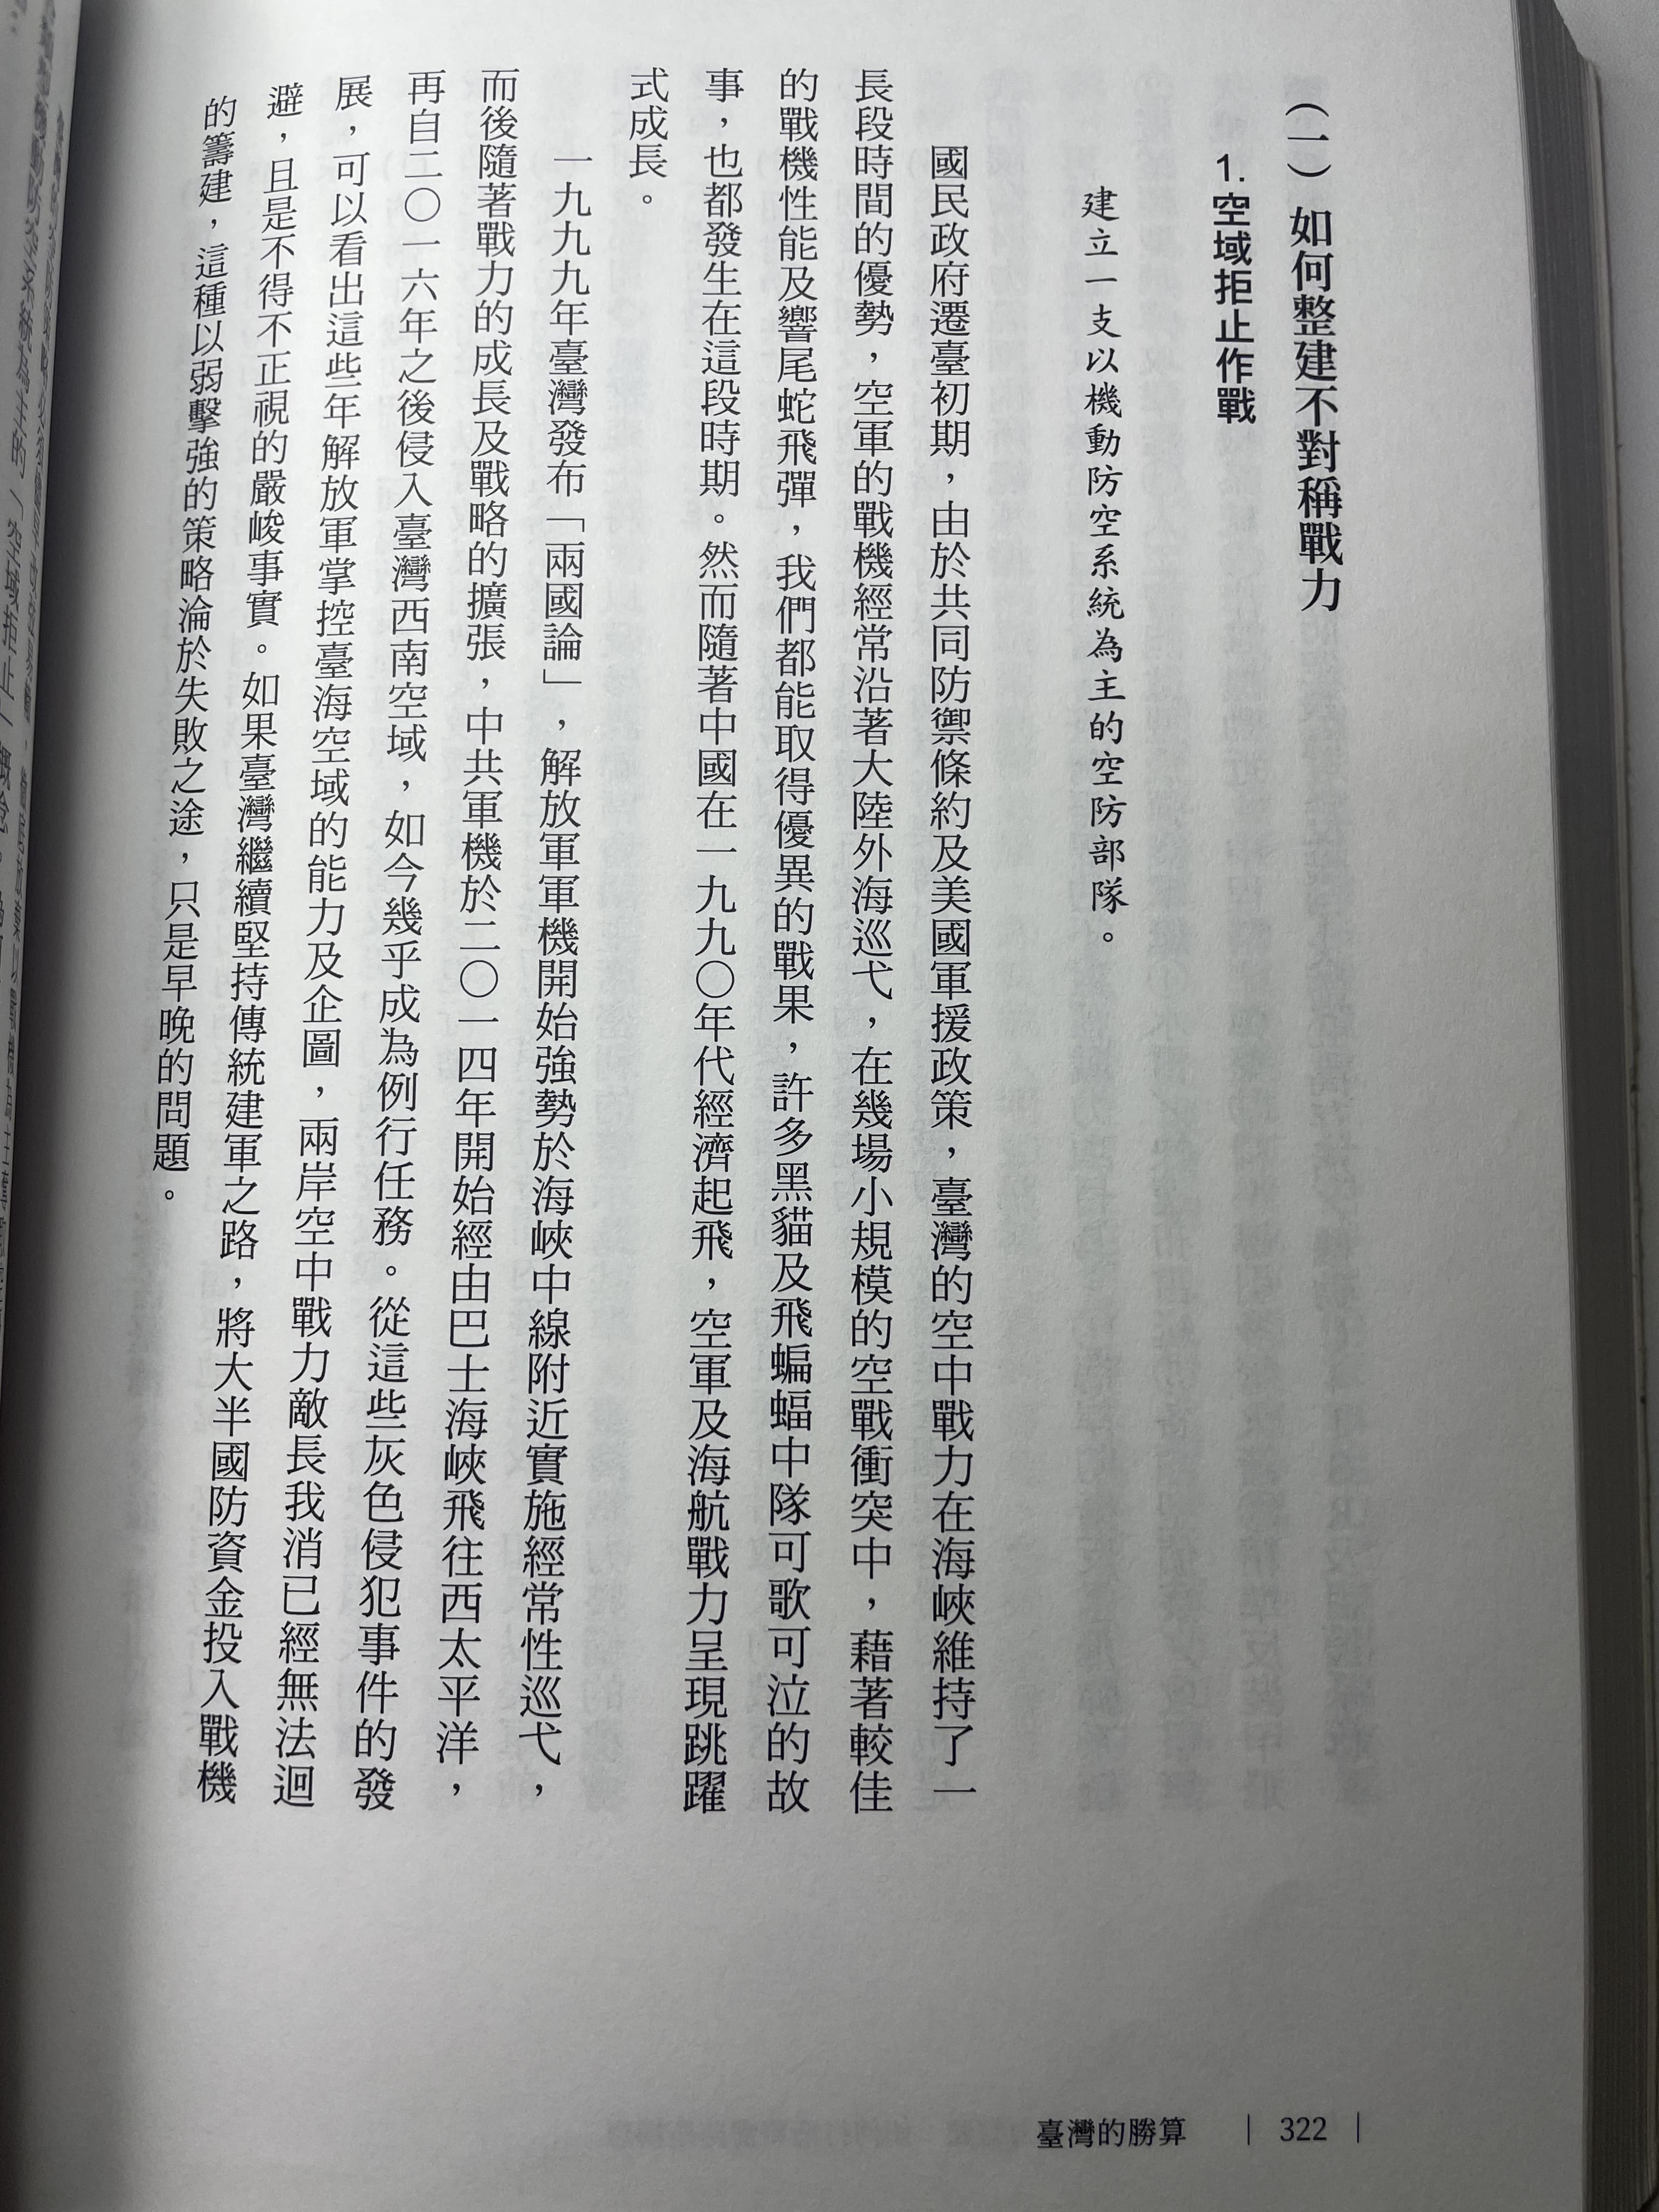 （一）如何整建不對稱戰力
1. 空域拒止作戰
建立一支以機動防空系統為主的空防部隊。
國民政府遷臺初期，由於共同防禦條約及美國軍援政策，臺灣的空中戰力在海峽維持了一
長段時間的優勢，空軍的戰機經常沿著大陸外海巡弋，在幾場小規模的空戰衝突中，藉著較佳
的戰機性能及響尾蛇飛彈，我們都能取得優異的戰果，許多黑貓及飛蝙蝠中隊可歌可泣的故
事，也都發生在這段時期。然而隨著中國在一九九〇年代經濟起飛，空軍及海航戰力呈現跳躍
式成長。
一九九九年臺灣發布「兩國論」，解放軍軍機開始強勢於海峽中線附近實施經常性巡弋，
而後隨著戰力的成長及戰略的擴張，中共軍機於二〇一四年開始經由巴士海峽飛往西太平洋，
再自二〇一六年之後侵入臺灣西南空域，如今幾乎成為例行任務。從這些灰色侵犯事件的發
展，可以看出這些年解放軍掌控臺海空域的能力及企圖，兩岸空中戰力敵長我消已經無法迴
避，且是不得不正視的嚴峻事實。如果臺灣繼續堅持傳統建軍之路，將大半國防資金投入戰機
的籌建，這種以弱擊強的策略淪於失敗之途，只是早晚的問題。
臺灣的勝算 | 322 |